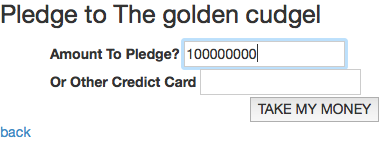 Pledge to The golden cudgel
Amount To Pledge? 100000000
Or Other Credict Card
TAKE MY MONEY
back